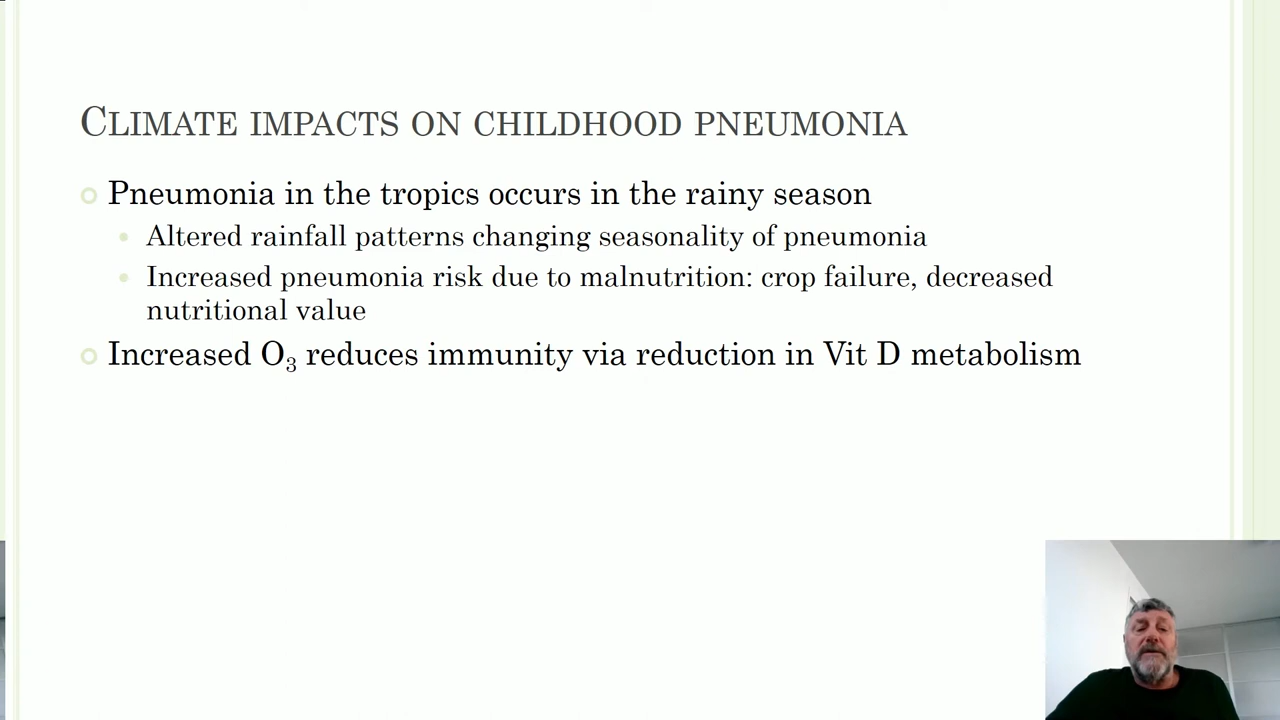 CLIMATE IMPACTS ON CHILDHOOD PNEUMONIA
Pneumonia in the tropics occurs in the rainy season
Altered rainfall patterns changing seasonality of pneumonia
Increased pneumonia risk due to malnutrition: crop failure, decreased
nutritional value
Increased O₃ reduces immunity via reduction in Vit D metabolism